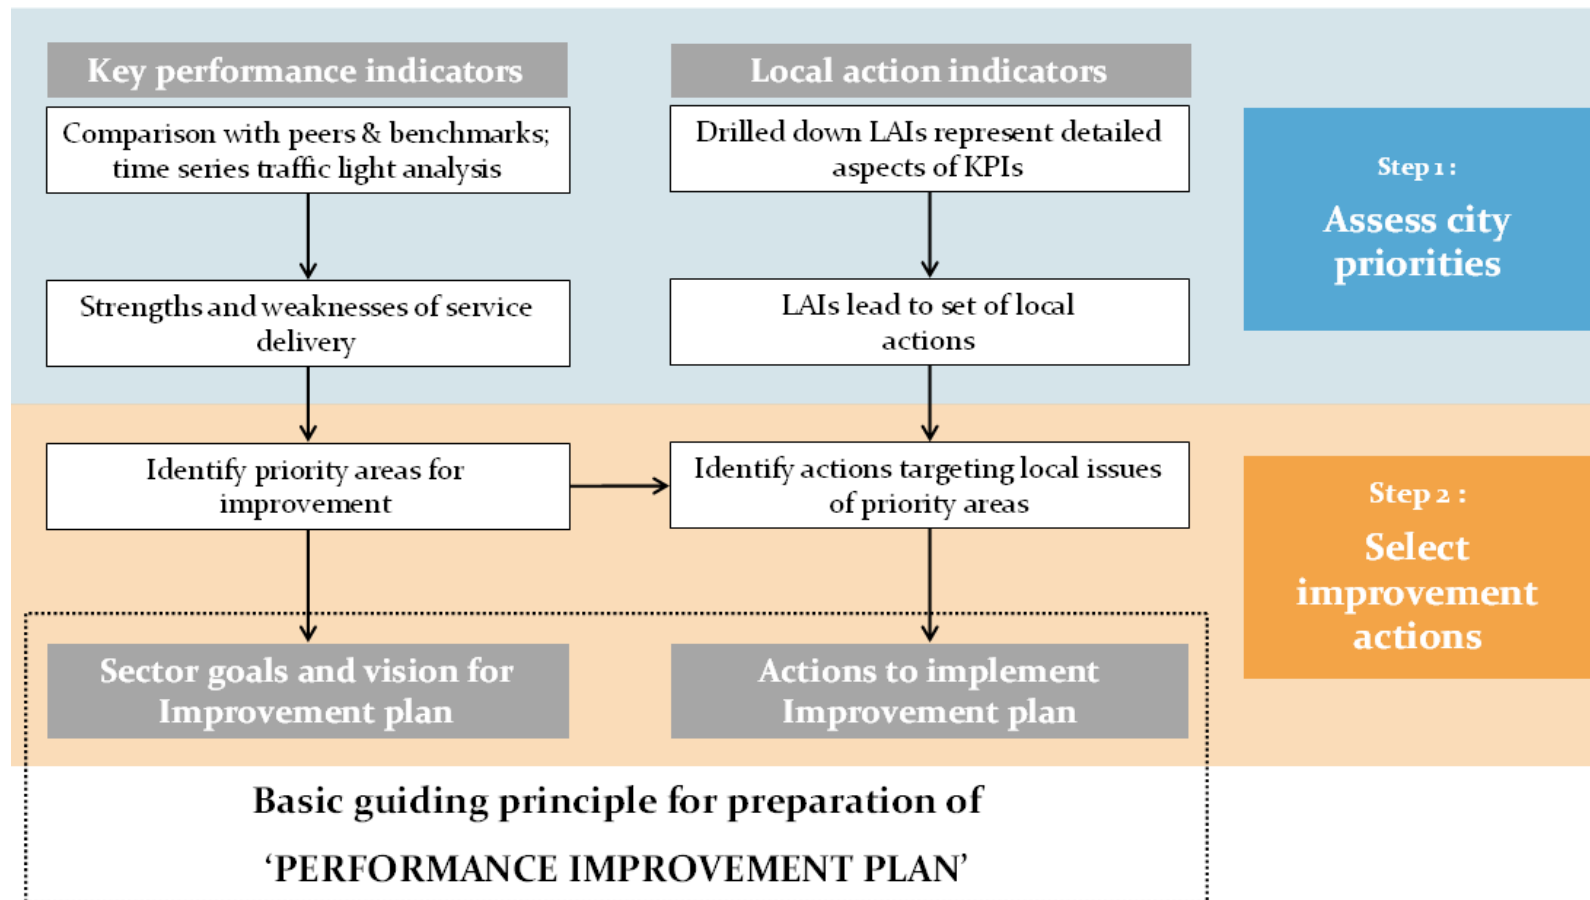 Key performance indicators
Local action indicators
Comparison with peers & benchmarks;
time series traffic light analysis
Drilled down LAIs represent detailed
aspects of KPIs
Step 1 :
Assess city
priorities
Strengths and weaknesses of service
delivery
LAIs lead to set of local
actions
Identify priority areas for
improvement
Identify actions targeting local issues
of priority areas
Step 2 :
Select
improvement
actions
Sector goals and vision for
Improvement plan
Actions to implement
Improvement plan
Basic guiding principle for preparation of
‘PERFORMANCE IMPROVEMENT PLAN’